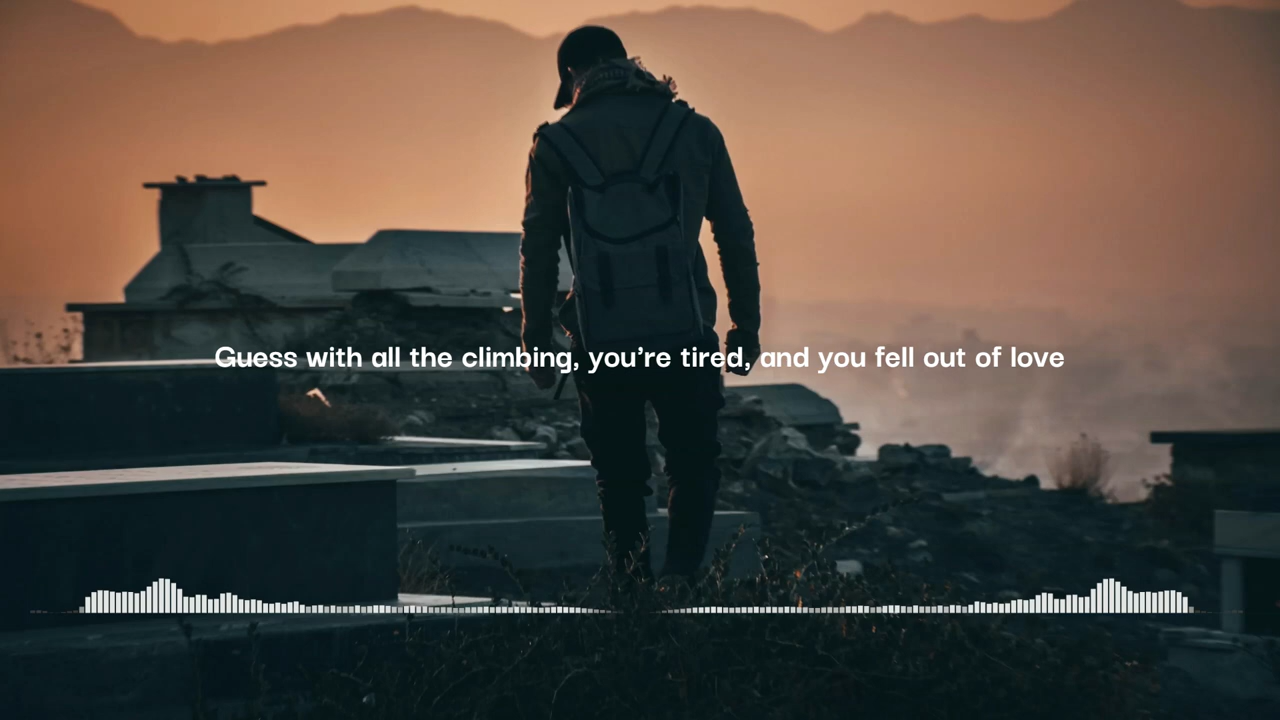 Guess with all the climbing, you’re tired, and you fell out of love